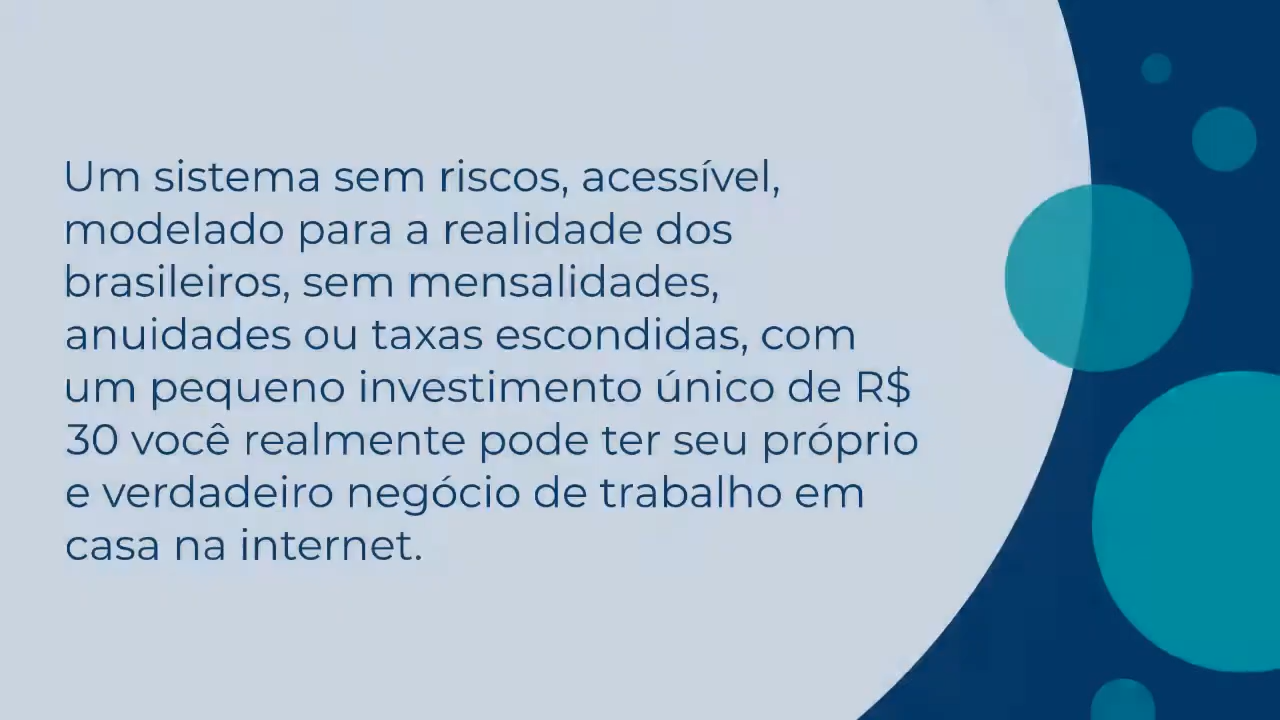 Um sistema sem riscos, acessível,
modelado para a realidade dos
brasileiros, sem mensalidades,
anuidades ou taxas escondidas, com
um pequeno investimento único de R$
30 você realmente pode ter seu próprio
e verdadeiro negócio de trabalho em
casa na internet.